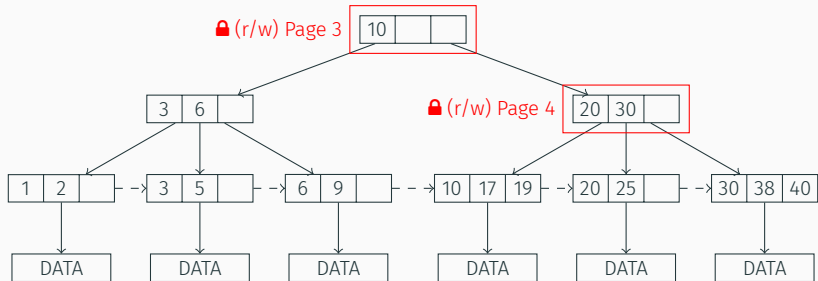 (r/w) Page 3
10
3 6
(r/w) Page 4
20 30
1 2
3 5
6 9
10 17 19
20 25
30 38 40
DATA
DATA
DATA
DATA
DATA
DATA